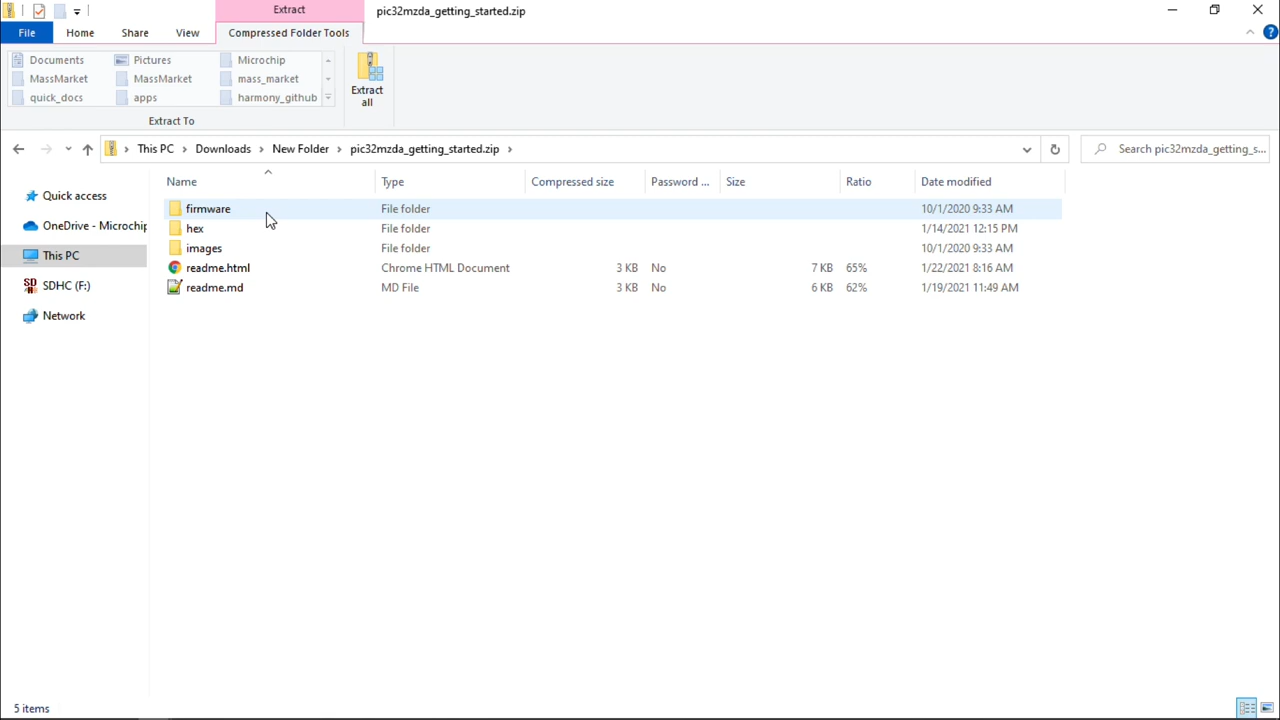 Extract
pic32mzda_getting_started.zip
File
Home
Share
View
Compressed Folder Tools
Documents
Pictures
Microchip
MassMarket
MassMarket
mass_market
quick_docs
apps
harmony_github
Extract all
Extract To
This PC > Downloads > New Folder > pic32mzda_getting_started.zip >
Search pic32mzda_getting_s...
Name Type Compressed size Password ... Size Ratio Date modified
Quick access
OneDrive - Microchip
This PC
SDHC (F:)
Network
firmware File folder 10/1/2020 9:33 AM
hex File folder 1/14/2021 12:15 PM
images File folder 10/1/2020 9:33 AM
readme.html Chrome HTML Document 3 KB No 7 KB 65% 1/22/2021 8:16 AM
readme.md MD File 3 KB No 6 KB 62% 1/19/2021 11:49 AM
5 items